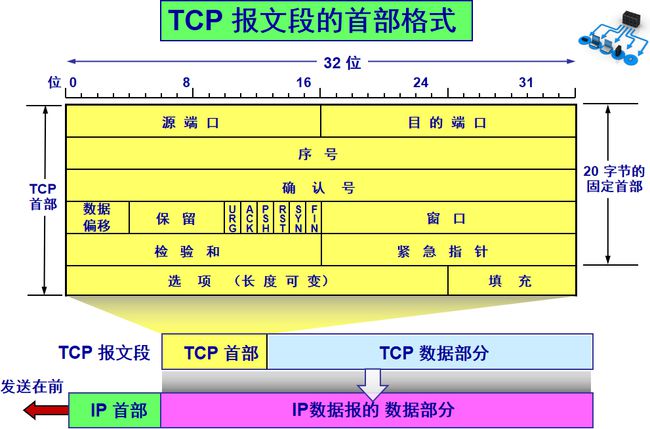 TCP 报文段的首部格式
32 位
位 0 8 16 24 31
源 端 口 目 的 端 口
序 号
TCP
首部
20 字节的
固定首部
确 认 号
数据
偏移
保 留
URG
ACK
PSH
RST
SYN
FIN
窗 口
检 验 和 紧 急 指 针
选 项 (长 度 可 变) 填 充
TCP 报文段 TCP 首部 TCP 数据部分
发送在前
IP 首部 IP数据报的 数据部分